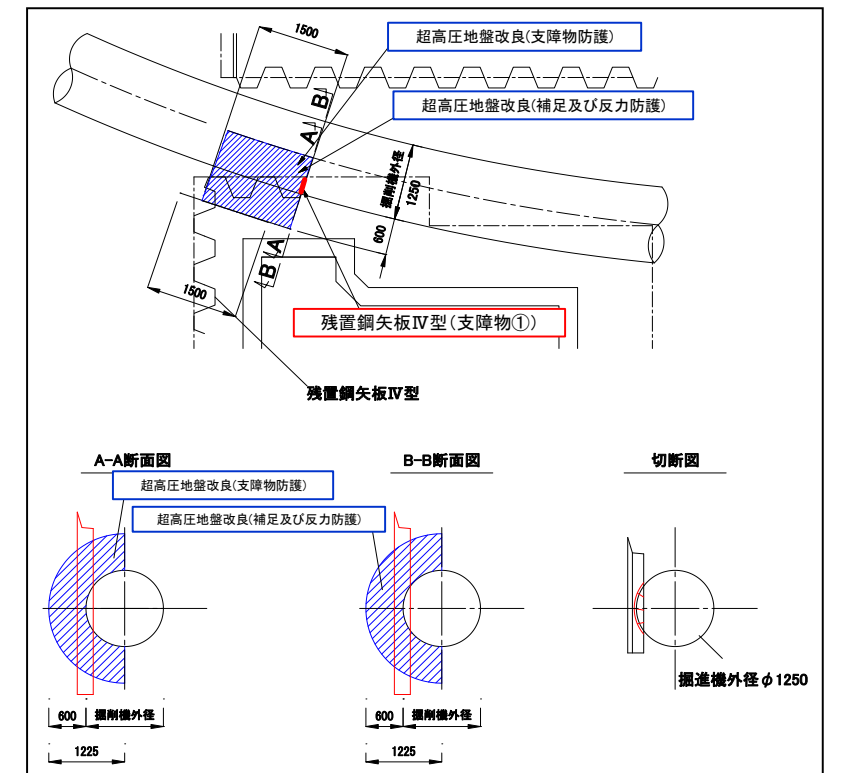 1500
超高圧地盤改良(支障物防護)
超高圧地盤改良(補足及び反力防護)
B
A
掘削機外径
1250
600
A
B
1500
残置鋼矢板Ⅳ型(支障物①)
残置鋼矢板Ⅳ型
A-A断面図
B-B断面図
切断図
超高圧地盤改良(支障物防護)
超高圧地盤改良(補足及び反力防護)
掘進機外径φ1250
600
掘削機外径
600
掘削機外径
1225
1225